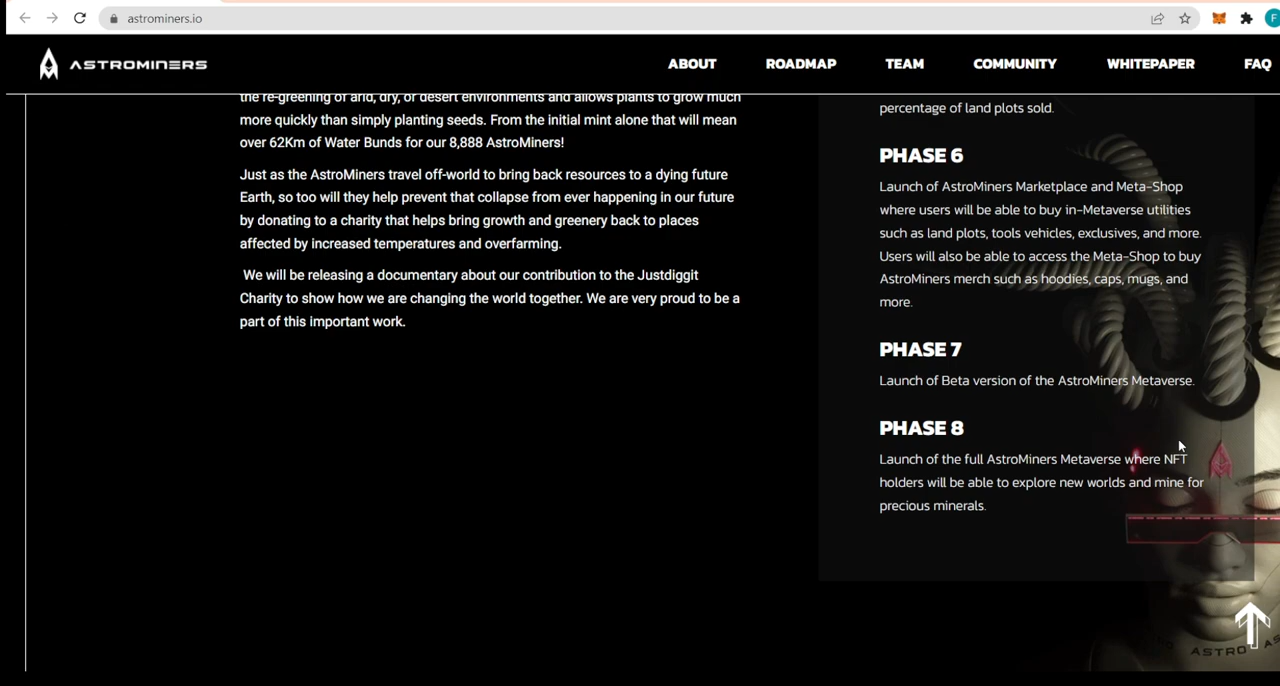 astrominers.io
F
ASTROMINERS
ABOUT
ROADMAP
TEAM
COMMUNITY
WHITEPAPER
FAQ
the re-greening of arid, dry, or desert environments and allows plants to grow much
more quickly than simply planting seeds. From the initial mint alone that will mean
over 62Km of Water Bunds for our 8,888 AstroMiners!
Just as the AstroMiners travel off-world to bring back resources to a dying future
Earth, so too will they help prevent that collapse from ever happening in our future
by donating to a charity that helps bring growth and greenery back to places
affected by increased temperatures and overfarming.
We will be releasing a documentary about our contribution to the Justdiggit
Charity to show how we are changing the world together. We are very proud to be a
part of this important work.
percentage of land plots sold.
PHASE 6
Launch of AstroMiners Marketplace and Meta-Shop
where users will be able to buy in-Metaverse utilities
such as land plots, tools vehicles, exclusives, and more.
Users will also be able to access the Meta-Shop to buy
AstroMiners merch such as hoodies, caps, mugs, and
more.
PHASE 7
Launch of Beta version of the AstroMiners Metaverse.
PHASE 8
Launch of the full AstroMiners Metaverse where NFT
holders will be able to explore new worlds and mine for
precious minerals.
ASTRO